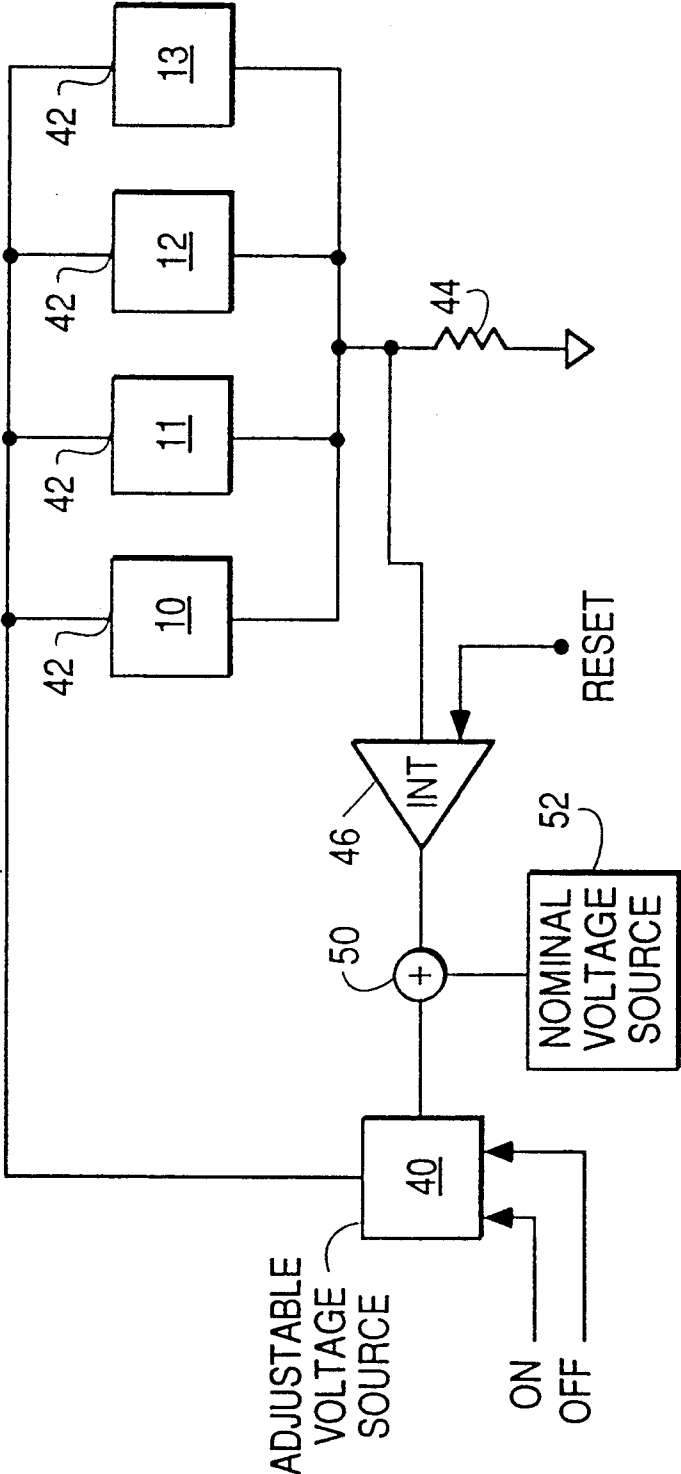 42
42
42
42
10
11
12
13
44
46
INT
RESET
50
52
NOMINAL
VOLTAGE
SOURCE
40
ADJUSTABLE
VOLTAGE
SOURCE
ON
OFF